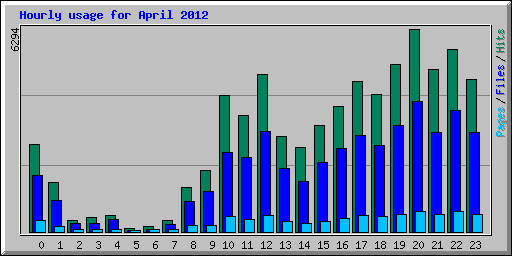 Hourly usage for April 2012
6294
Pages / Files / Hits
0 1 2 3 4 5 6 7 8 9 10 11 12 13 14 15 16 17 18 19 20 21 22 23